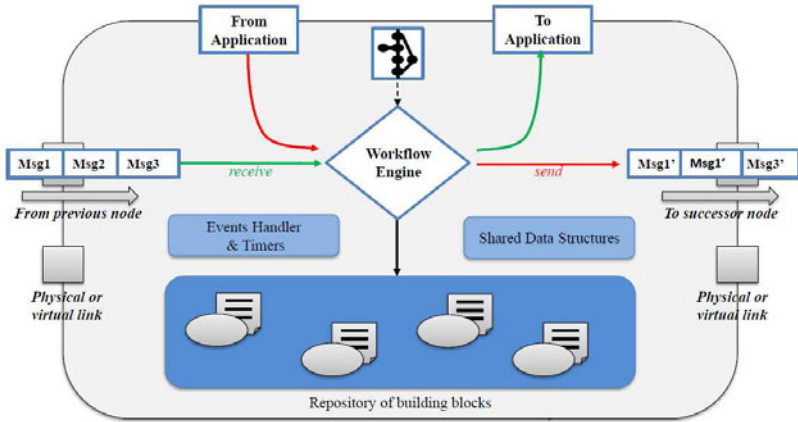 From
Application
To
Application
Workflow
Engine
Msg1 Msg2 Msg3
receive
send
Msg1’ Msg1’ Msg3’
From previous node
To successor node
Events Handler
& Timers
Shared Data Structures
Physical or
virtual link
Physical or
virtual link
Repository of building blocks